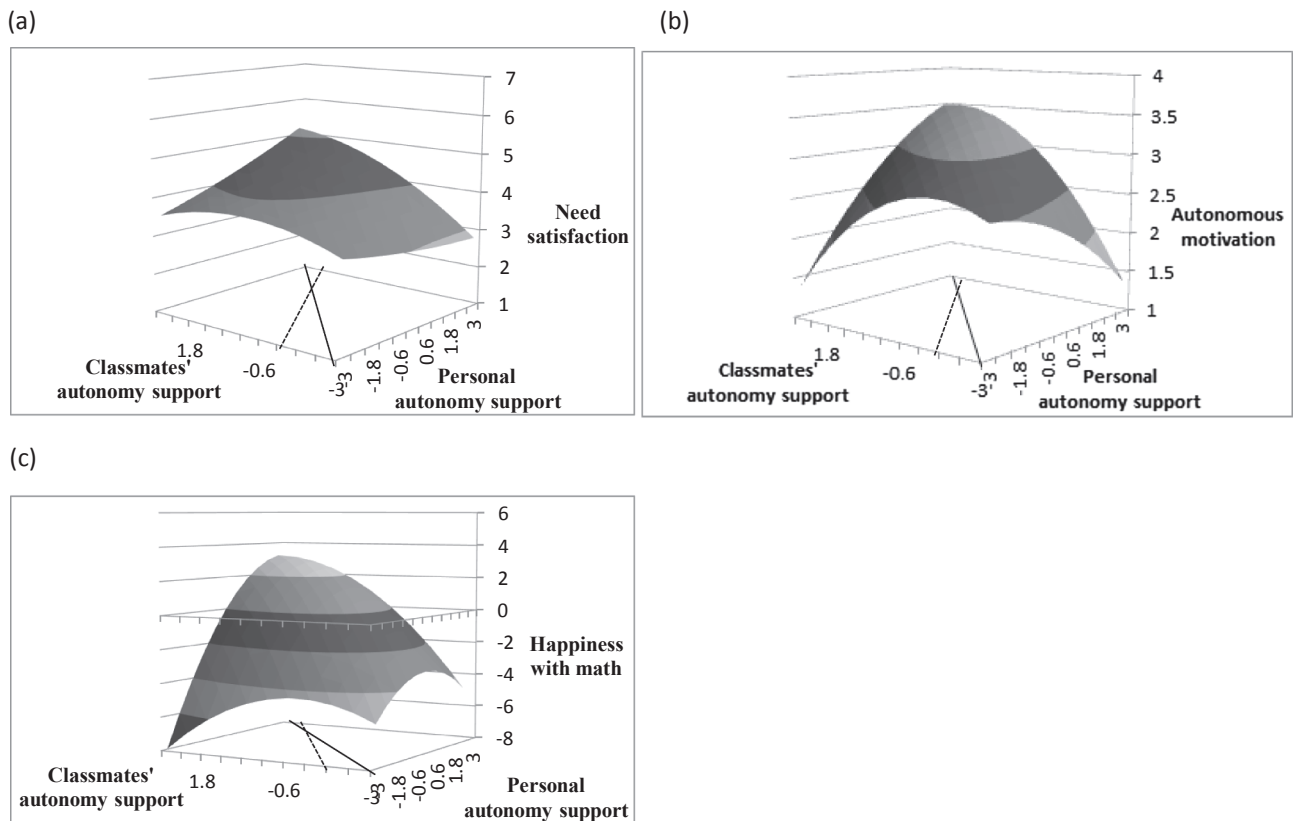 (a)
7
6
5
4
3
2
1
Need
satisfaction
Classmates'
autonomy support
1.8
-0.6
-3
Personal
autonomy support
-3
-1.8
-0.6
0.6
1.8
3
(b)
4
3.5
3
2.5
2
1.5
1
Autonomous
motivation
Classmates'
autonomy support
1.8
-0.6
-3
Personal
autonomy support
-3
-1.8
-0.6
0.6
1.8
3
(c)
6
4
2
0
-2
-4
-6
-8
Happiness
with math
Classmates'
autonomy support
1.8
-0.6
-3
Personal
autonomy support
-3
-1.8
-0.6
0.6
1.8
3